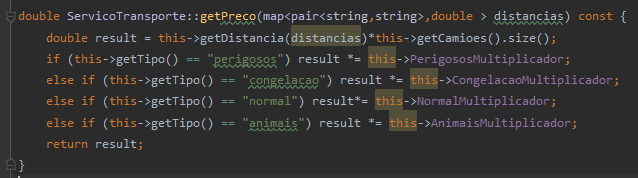 double ServicoTransporte::getPreco(map<pair<string,string>,double > distancias) const {
    double result = this->getDistancia(distancias)*this->getCamioes().size();
    if (this->getTipo() == "perigosos") result *= this->PerigososMultiplicador;
    else if (this->getTipo() == "congelacao") result *= this->CongelacaoMultiplicador;
    else if (this->getTipo() == "normal") result*= this->NormalMultiplicador;
    else if (this->getTipo() == "animais") result *= this->AnimaisMultiplicador;
    return result;
}